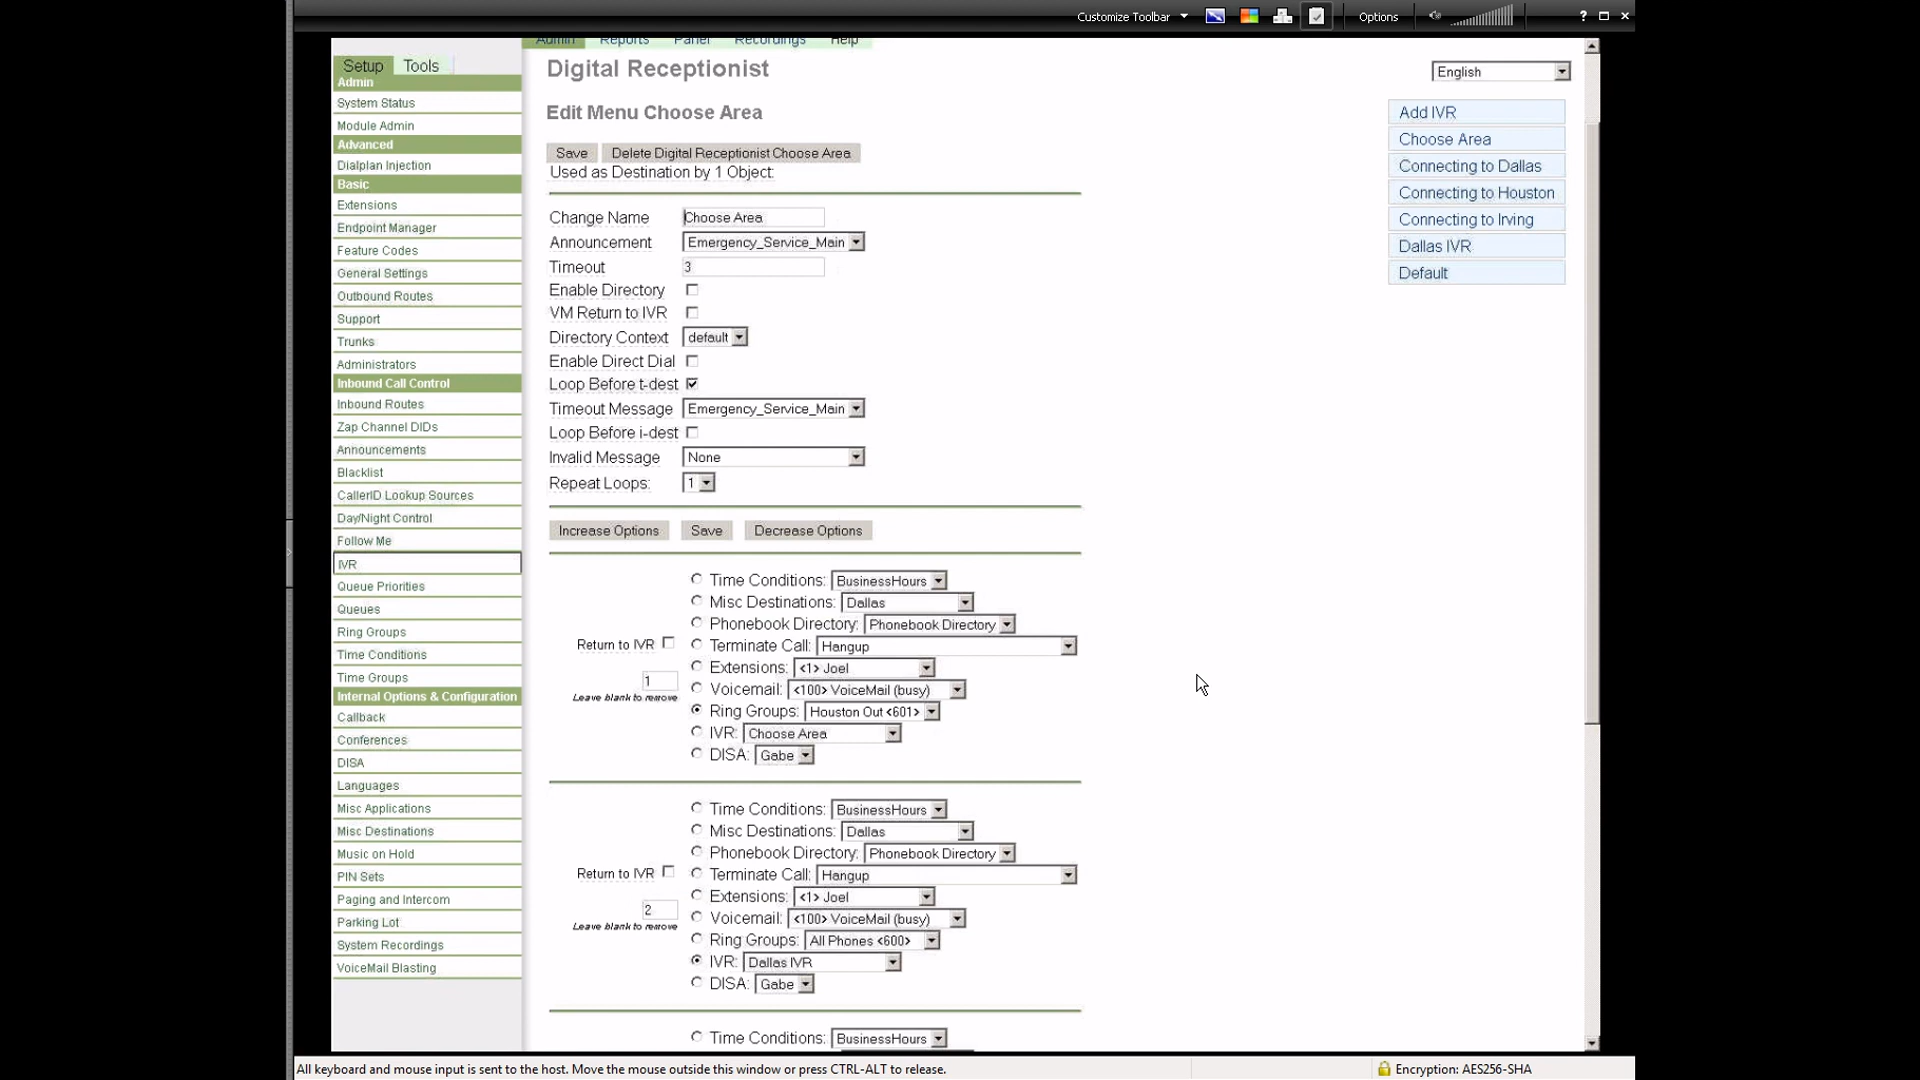 Customize Toolbar
Options
?
Admin Reports Panel Recordings Help
Setup Tools
Digital Receptionist
English
Admin
System Status
Module Admin
Advanced
Dialplan Injection
Basic
Extensions
Endpoint Manager
Feature Codes
General Settings
Outbound Routes
Support
Trunks
Administrators
Inbound Call Control
Inbound Routes
Zap Channel DIDs
Announcements
Blacklist
CallerID Lookup Sources
Day/Night Control
Follow Me
IVR
Queue Priorities
Queues
Ring Groups
Time Conditions
Time Groups
Internal Options & Configuration
Callback
Conferences
DISA
Languages
Misc Applications
Misc Destinations
Music on Hold
PIN Sets
Paging and Intercom
Parking Lot
System Recordings
VoiceMail Blasting
Edit Menu Choose Area
Save Delete Digital Receptionist Choose Area
Used as Destination by 1 Object:
Change Name Choose Area
Announcement Emergency_Service_Main
Timeout 3
Enable Directory
VM Return to IVR
Directory Context default
Enable Direct Dial
Loop Before t-dest
Timeout Message Emergency_Service_Main
Loop Before i-dest
Invalid Message None
Repeat Loops: 1
Increase Options Save Decrease Options
Time Conditions: BusinessHours
Misc Destinations: Dallas
Phonebook Directory: Phonebook Directory
Return to IVR Terminate Call: Hangup
Extensions: <1> Joel
1
Leave blank to remove
Voicemail: <100> VoiceMail (busy)
Ring Groups: Houston Out <601>
IVR: Choose Area
DISA: Gabe
Time Conditions: BusinessHours
Misc Destinations: Dallas
Phonebook Directory: Phonebook Directory
Return to IVR Terminate Call: Hangup
Extensions: <1> Joel
2
Leave blank to remove
Voicemail: <100> VoiceMail (busy)
Ring Groups: All Phones <600>
IVR: Dallas IVR
DISA: Gabe
Time Conditions: BusinessHours
Add IVR
Choose Area
Connecting to Dallas
Connecting to Houston
Connecting to Irving
Dallas IVR
Default
All keyboard and mouse input is sent to the host. Move the mouse outside this window or press CTRL-ALT to release.
Encryption: AES256-SHA